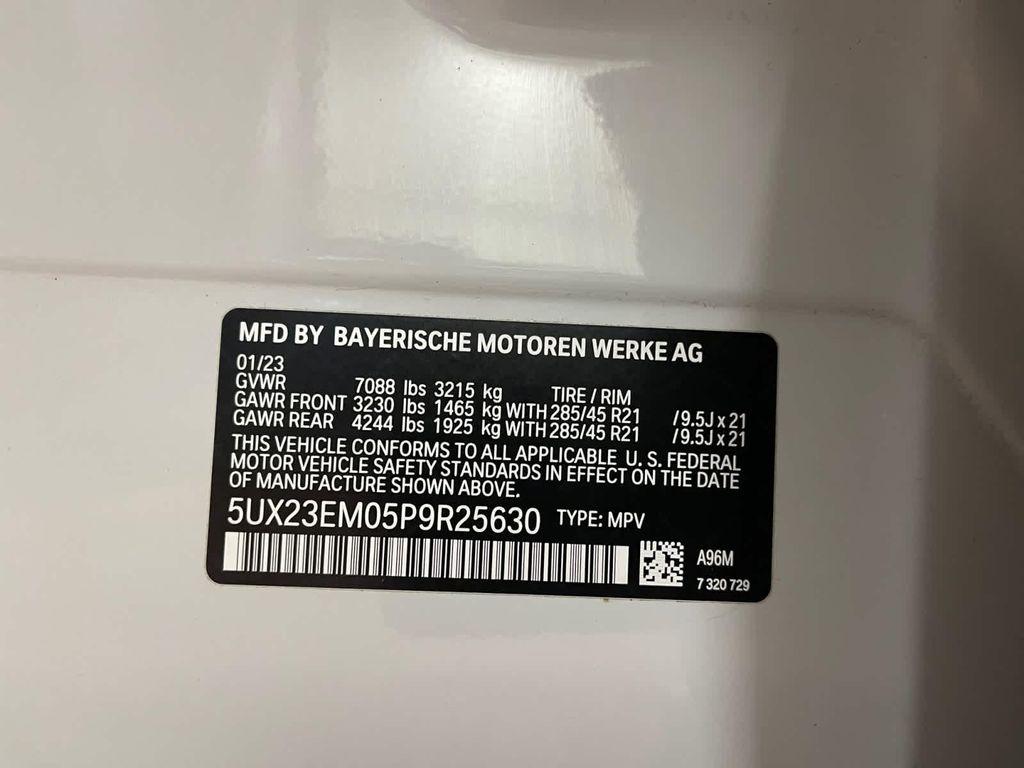 MFD BY BAYERISCHE MOTOREN WERKE AG
01/23
GVWR 7088 lbs 3215 kg TIRE / RIM
GAWR FRONT 3230 lbs 1465 kg WITH 285/45 R21 /9.5J x 21
GAWR REAR 4244 lbs 1925 kg WITH 285/45 R21 /9.5J x 21
THIS VEHICLE CONFORMS TO ALL APPLICABLE U. S. FEDERAL
MOTOR VEHICLE SAFETY STANDARDS IN EFFECT ON THE DATE
OF MANUFACTURE SHOWN ABOVE.
5UX23EM05P9R25630 TYPE: MPV
A96M
7 320 729